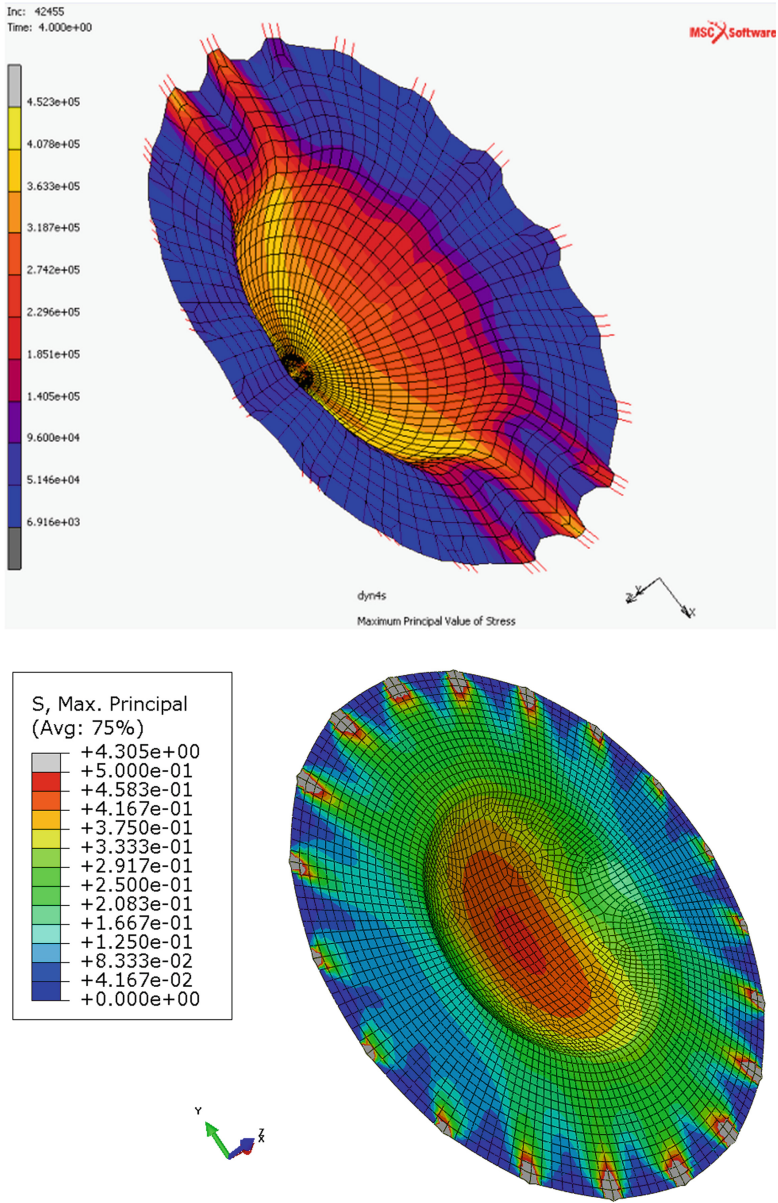 Inc: 42455
Time: 4.000e+00
MSC Software
4.523e+05
4.078e+05
3.633e+05
3.187e+05
2.742e+05
2.296e+05
1.851e+05
1.405e+05
9.600e+04
5.146e+04
6.916e+03
dyn4s
Maximum Principal Value of Stress
Z Y X
S, Max. Principal
(Avg: 75%)
+4.305e+00
+5.000e-01
+4.583e-01
+4.167e-01
+3.750e-01
+3.333e-01
+2.917e-01
+2.500e-01
+2.083e-01
+1.667e-01
+1.250e-01
+8.333e-02
+4.167e-02
+0.000e+00
Y
Z
X